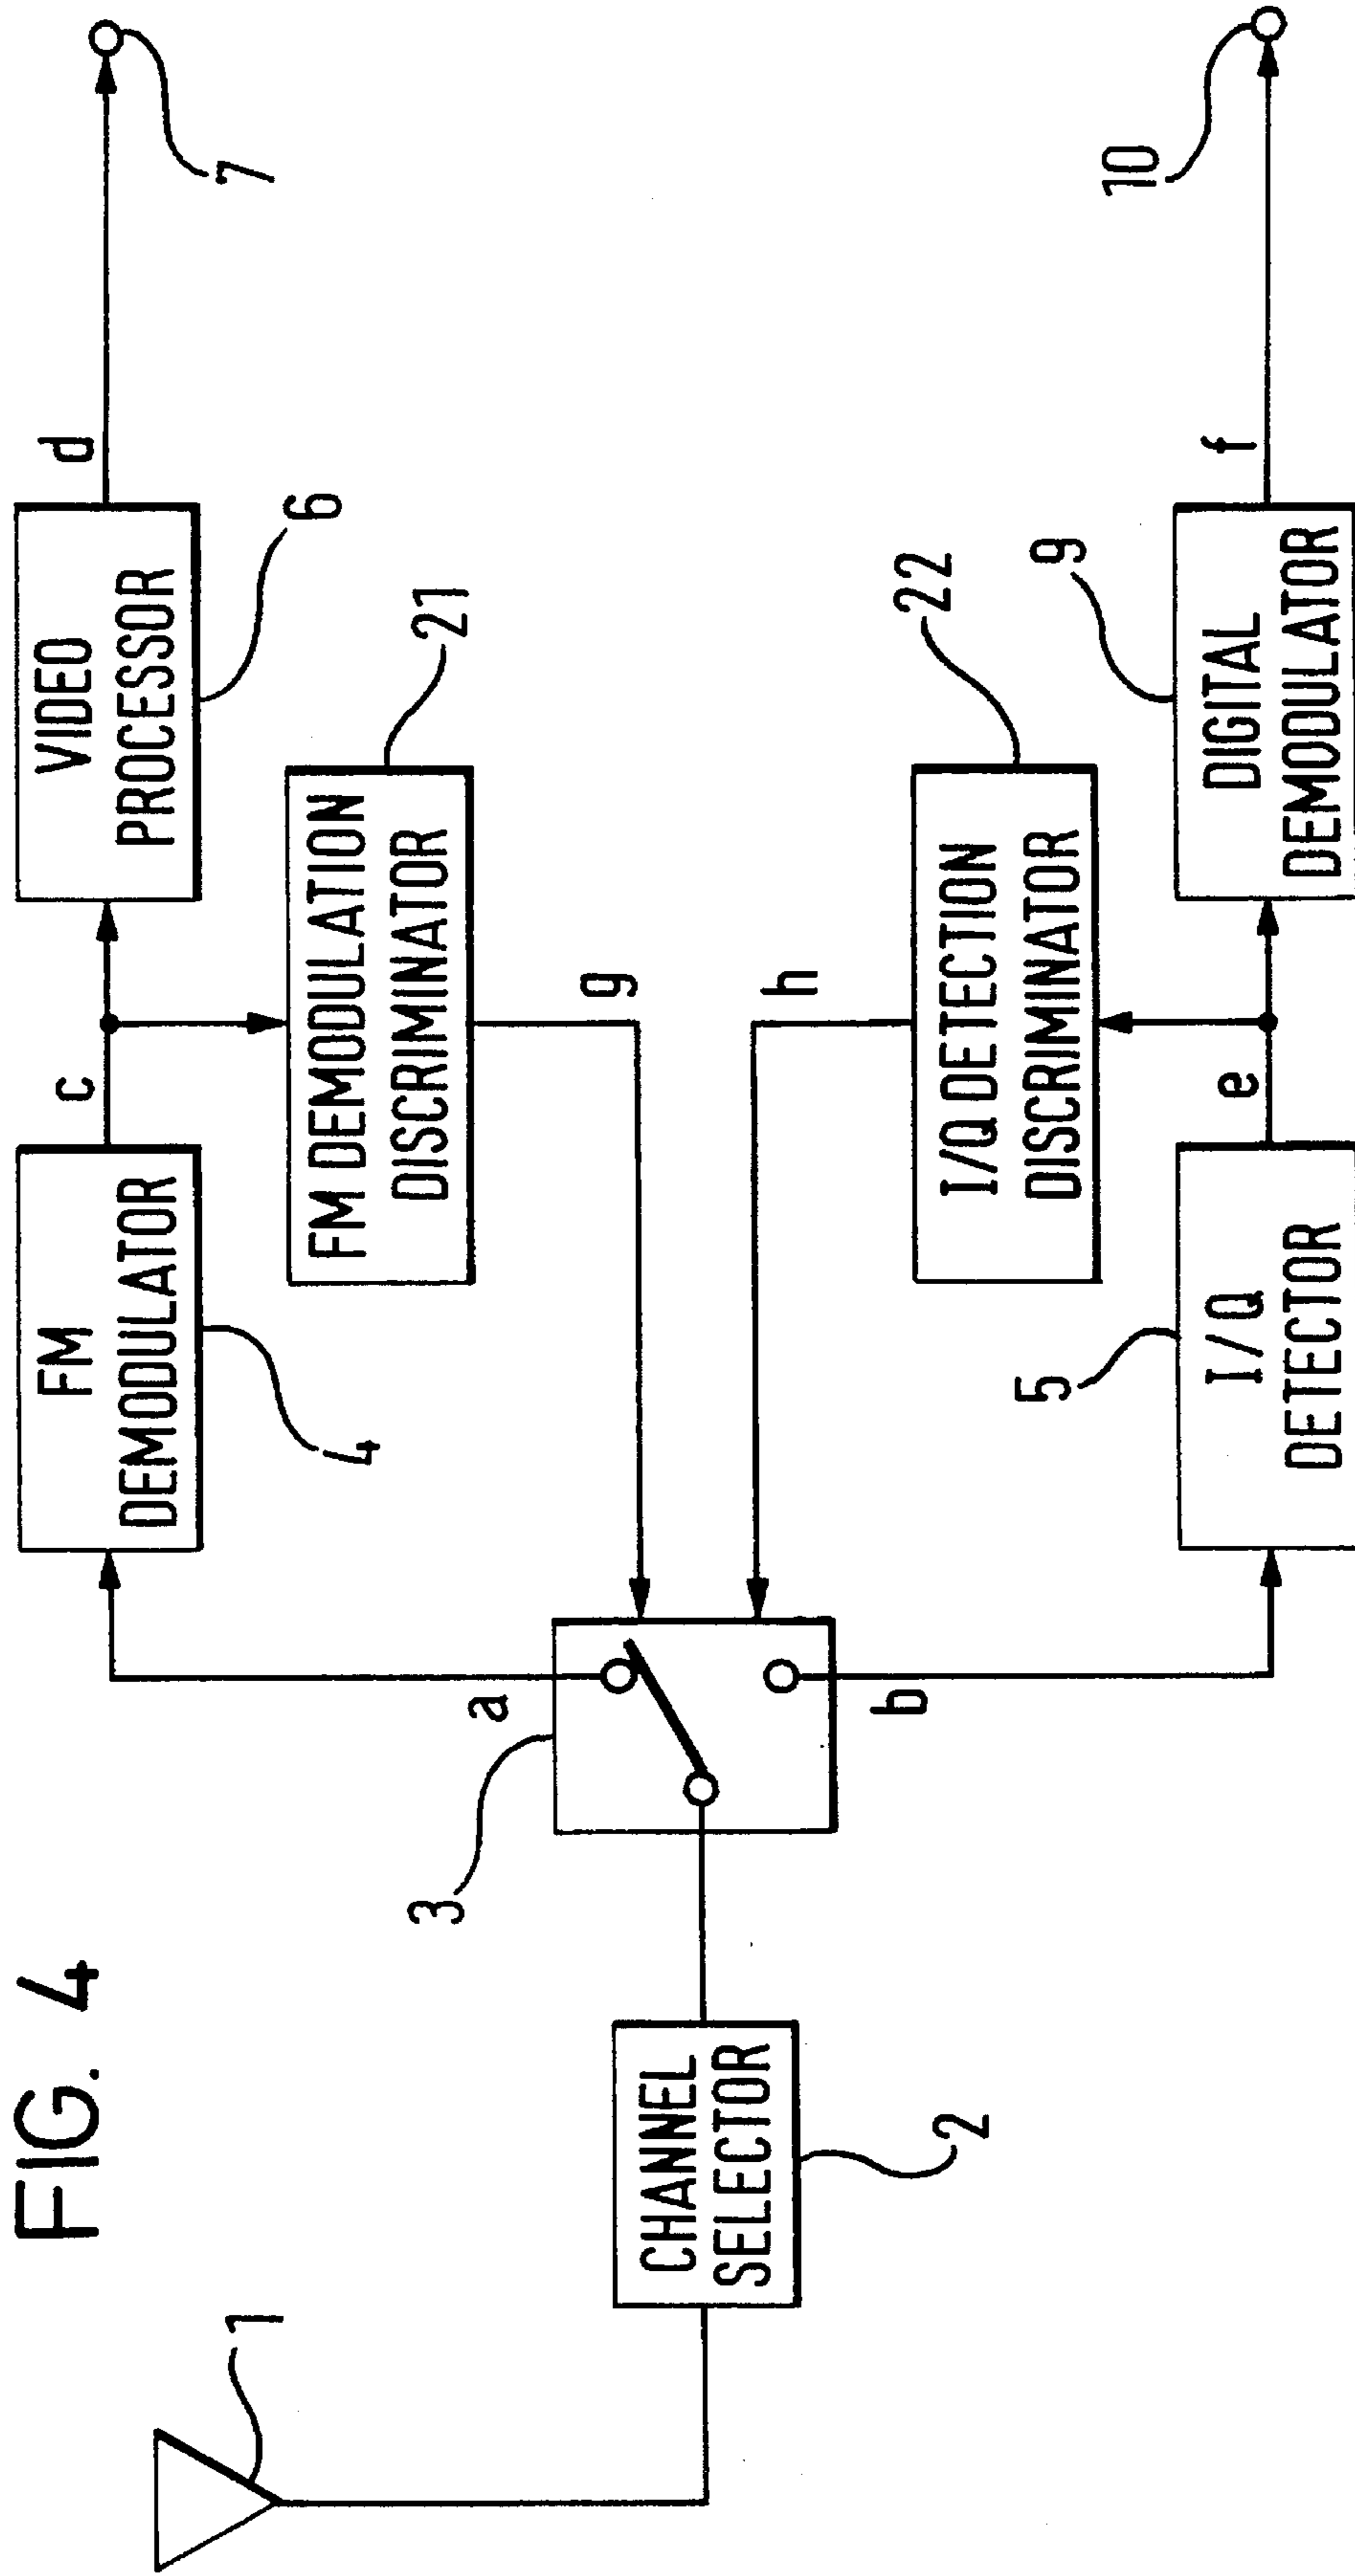 FIG. 4
1
CHANNEL
SELECTOR
2
3
a
b
FM
DEMODULATOR
4
c
VIDEO
PROCESSOR
6
d
7
FM DEMODULATION
DISCRIMINATOR
21
g
h
I/Q DETECTION
DISCRIMINATOR
22
I/Q
DETECTOR
5
e
DIGITAL
DEMODULATOR
9
f
10